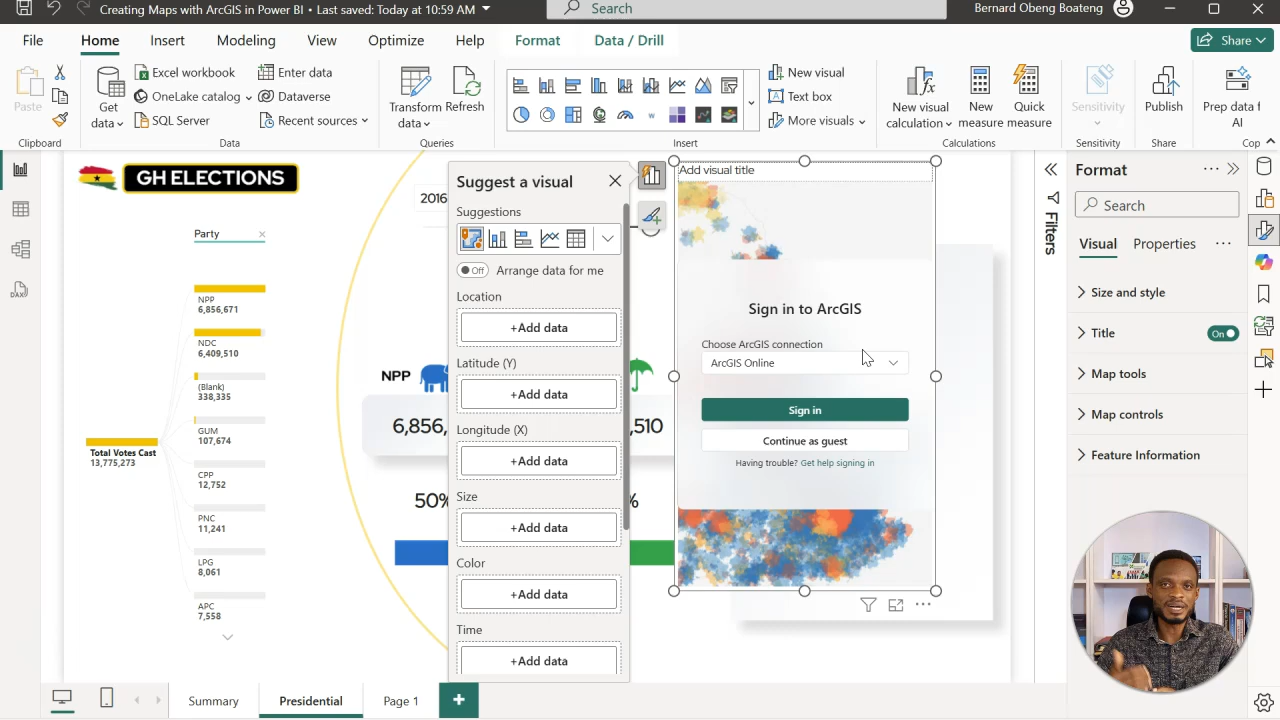 Creating Maps with ArcGIS in Power BI • Last saved: Today at 10:59 AM
Search
Bernard Obeng Boateng
File
Home
Insert
Modeling
View
Optimize
Help
Format
Data / Drill
Share
Paste
Get data
Excel workbook
OneLake catalog
SQL Server
Enter data
Dataverse
Recent sources
Transform data
Refresh
New visual
Text box
More visuals
New visual calculation
New measure
Quick measure
Sensitivity
Publish
Prep data f
AI
Clipboard
Data
Queries
Insert
Calculations
Sensitivity
Share
Cop
GH ELECTIONS
Party
NPP
6,856,671
NDC
6,409,510
(Blank)
338,335
GUM
107,674
CPP
12,752
PNC
11,241
LPG
8,061
APC
7,558
Total Votes Cast
13,775,273
2016
NPP
6,856,
,510
50%
%
Suggest a visual
Suggestions
Off
Arrange data for me
Location
+Add data
Latitude (Y)
+Add data
Longitude (X)
+Add data
Size
+Add data
Color
+Add data
Time
+Add data
Add visual title
Sign in to ArcGIS
Choose ArcGIS connection
ArcGIS Online
Sign in
Continue as guest
Having trouble? Get help signing in
Filters
Format
Search
Visual
Properties
Size and style
Title
On
Map tools
Map controls
Feature Information
DAX
Summary
Presidential
Page 1